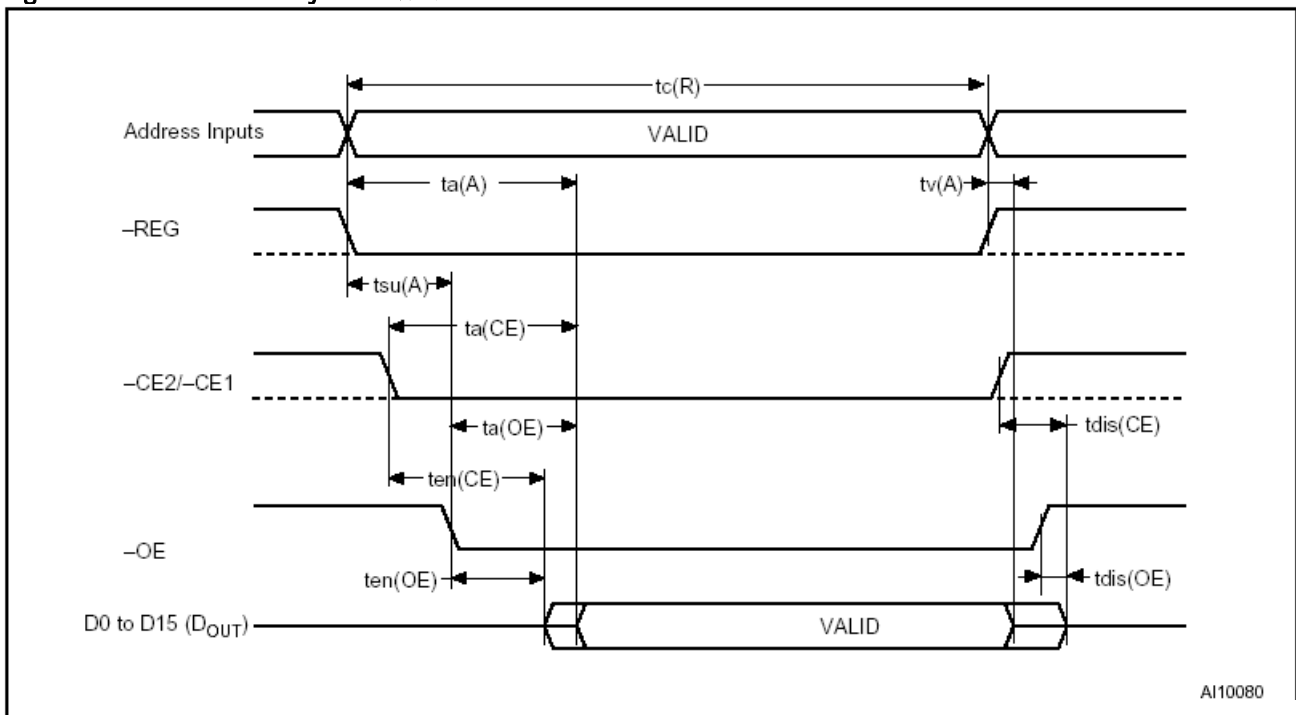 tc(R)
Address Inputs
VALID
ta(A)
tv(A)
–REG
tsu(A)
ta(CE)
–CE2/–CE1
ta(OE)
tdis(CE)
ten(CE)
–OE
ten(OE)
tdis(OE)
D0 to D15 (DOUT)
VALID
AI10080